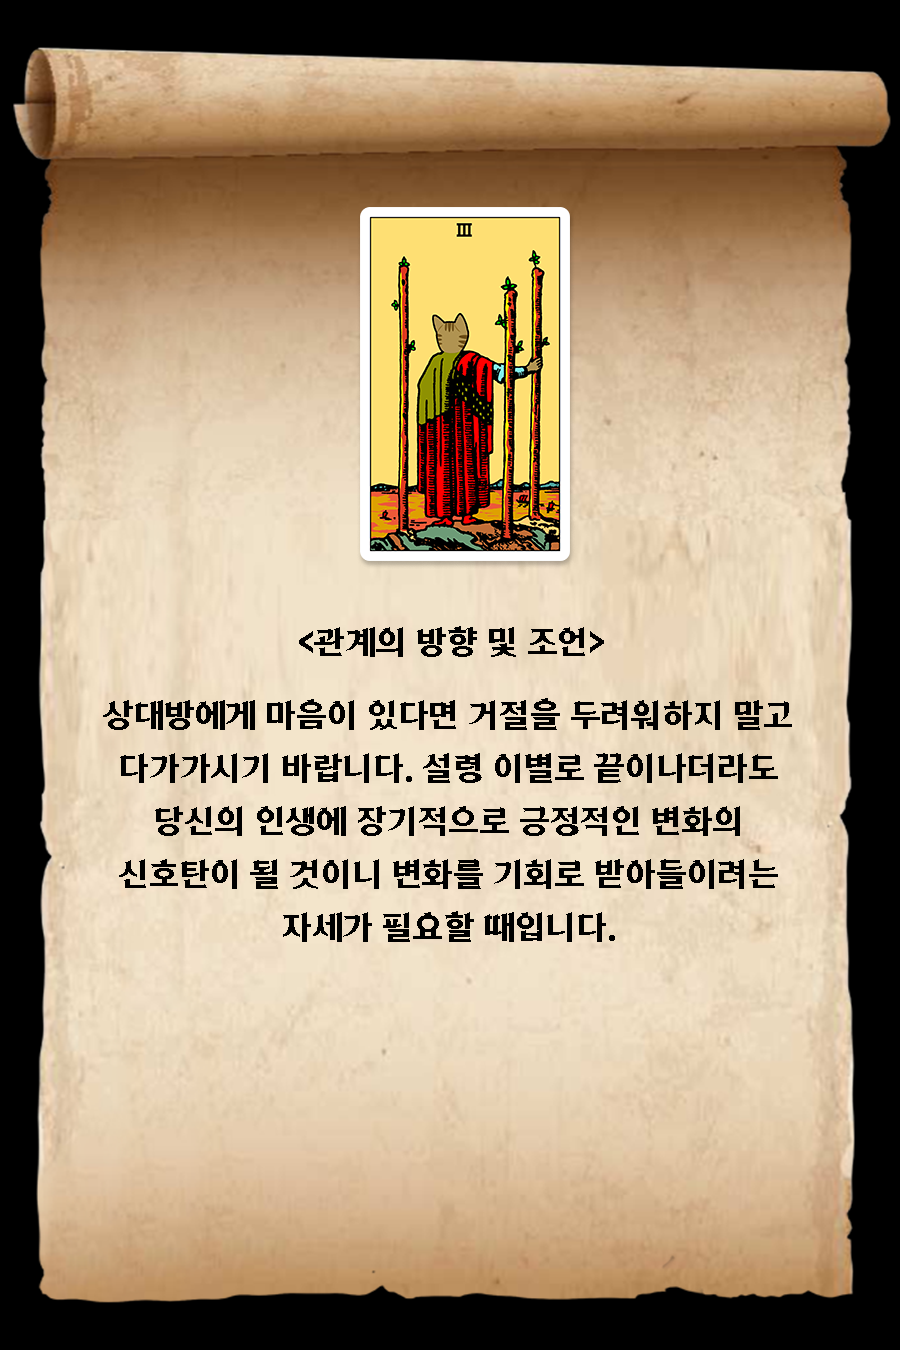 III
<관계의 방향 및 조언>
상대방에게 마음이 있다면 거절을 두려워하지 말고
다가가시기 바랍니다. 설령 이별로 끝이나더라도
당신의 인생에 장기적으로 긍정적인 변화의
신호탄이 될 것이니 변화를 기회로 받아들이려는
자세가 필요할 때입니다.